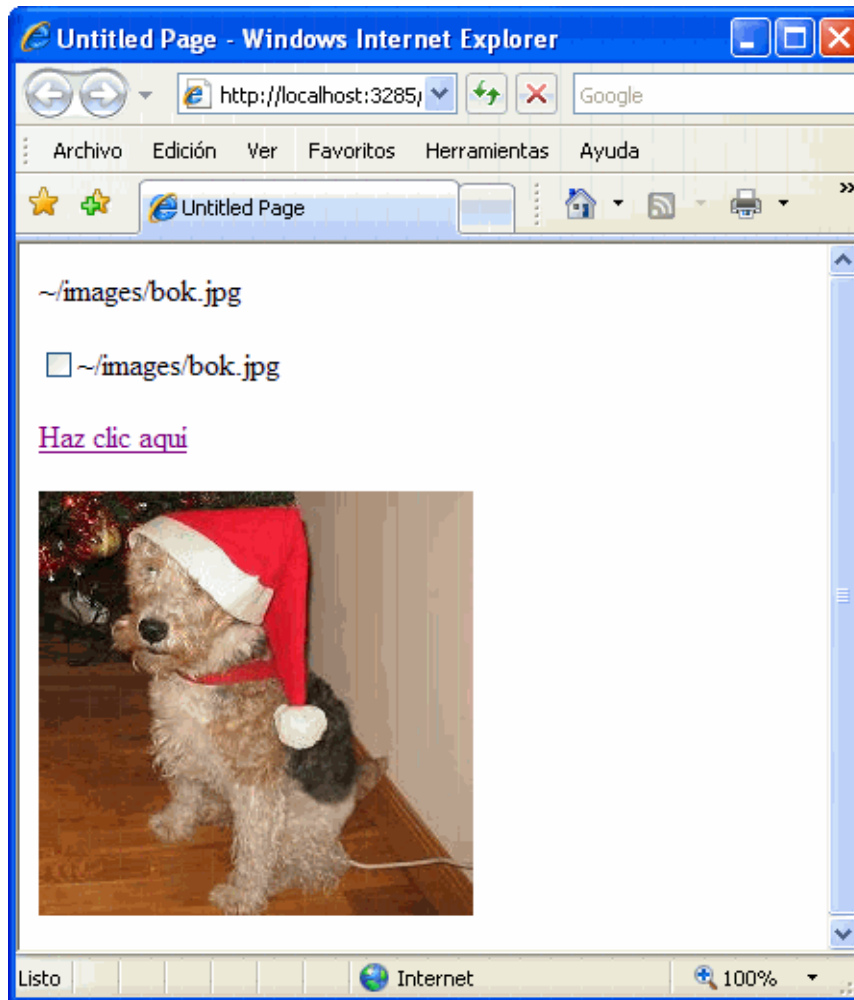 Untitled Page - Windows Internet Explorer
http://localhost:3285/
Google
Archivo Edición Ver Favoritos Herramientas Ayuda
Untitled Page
~/images/bok.jpg
~/images/bok.jpg
Haz clic aquí
Listo Internet 100%